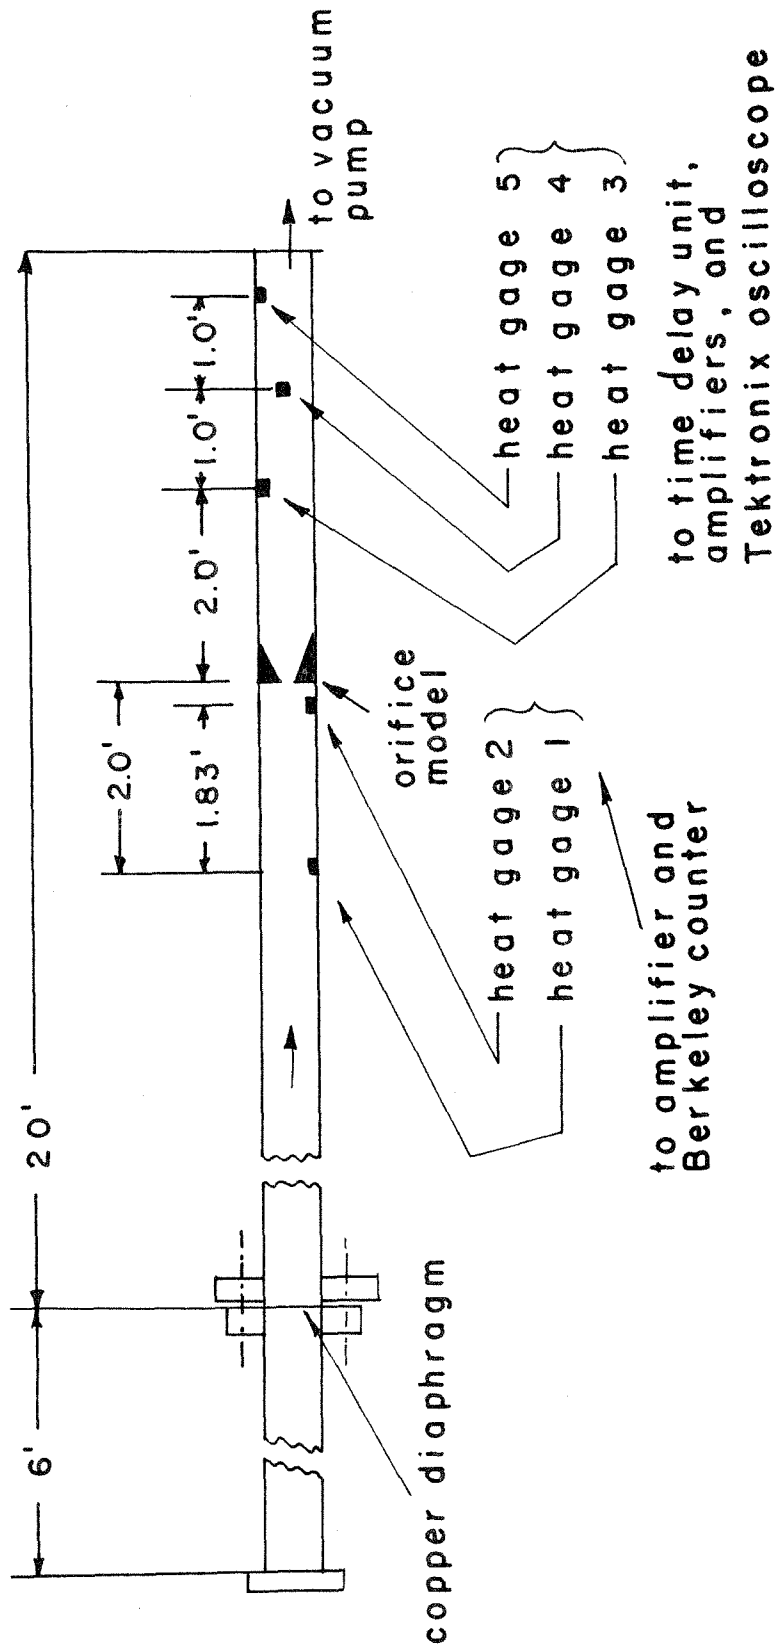 6'
20'
2.0'
1.83'
2.0'
1.0'
1.0'
to vacuum
pump
copper diaphragm
orifice
model
heat gage 2
heat gage 1
to amplifier and
Berkeley counter
heat gage 5
heat gage 4
heat gage 3
to time delay unit,
amplifiers, and
Tektronix oscilloscope